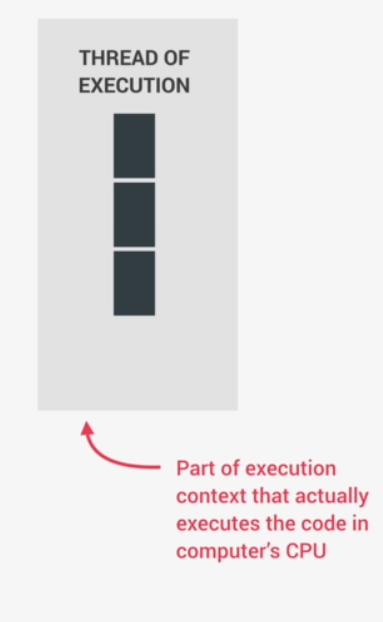 THREAD OF
EXECUTION
Part of execution
context that actually
executes the code in
computer's CPU